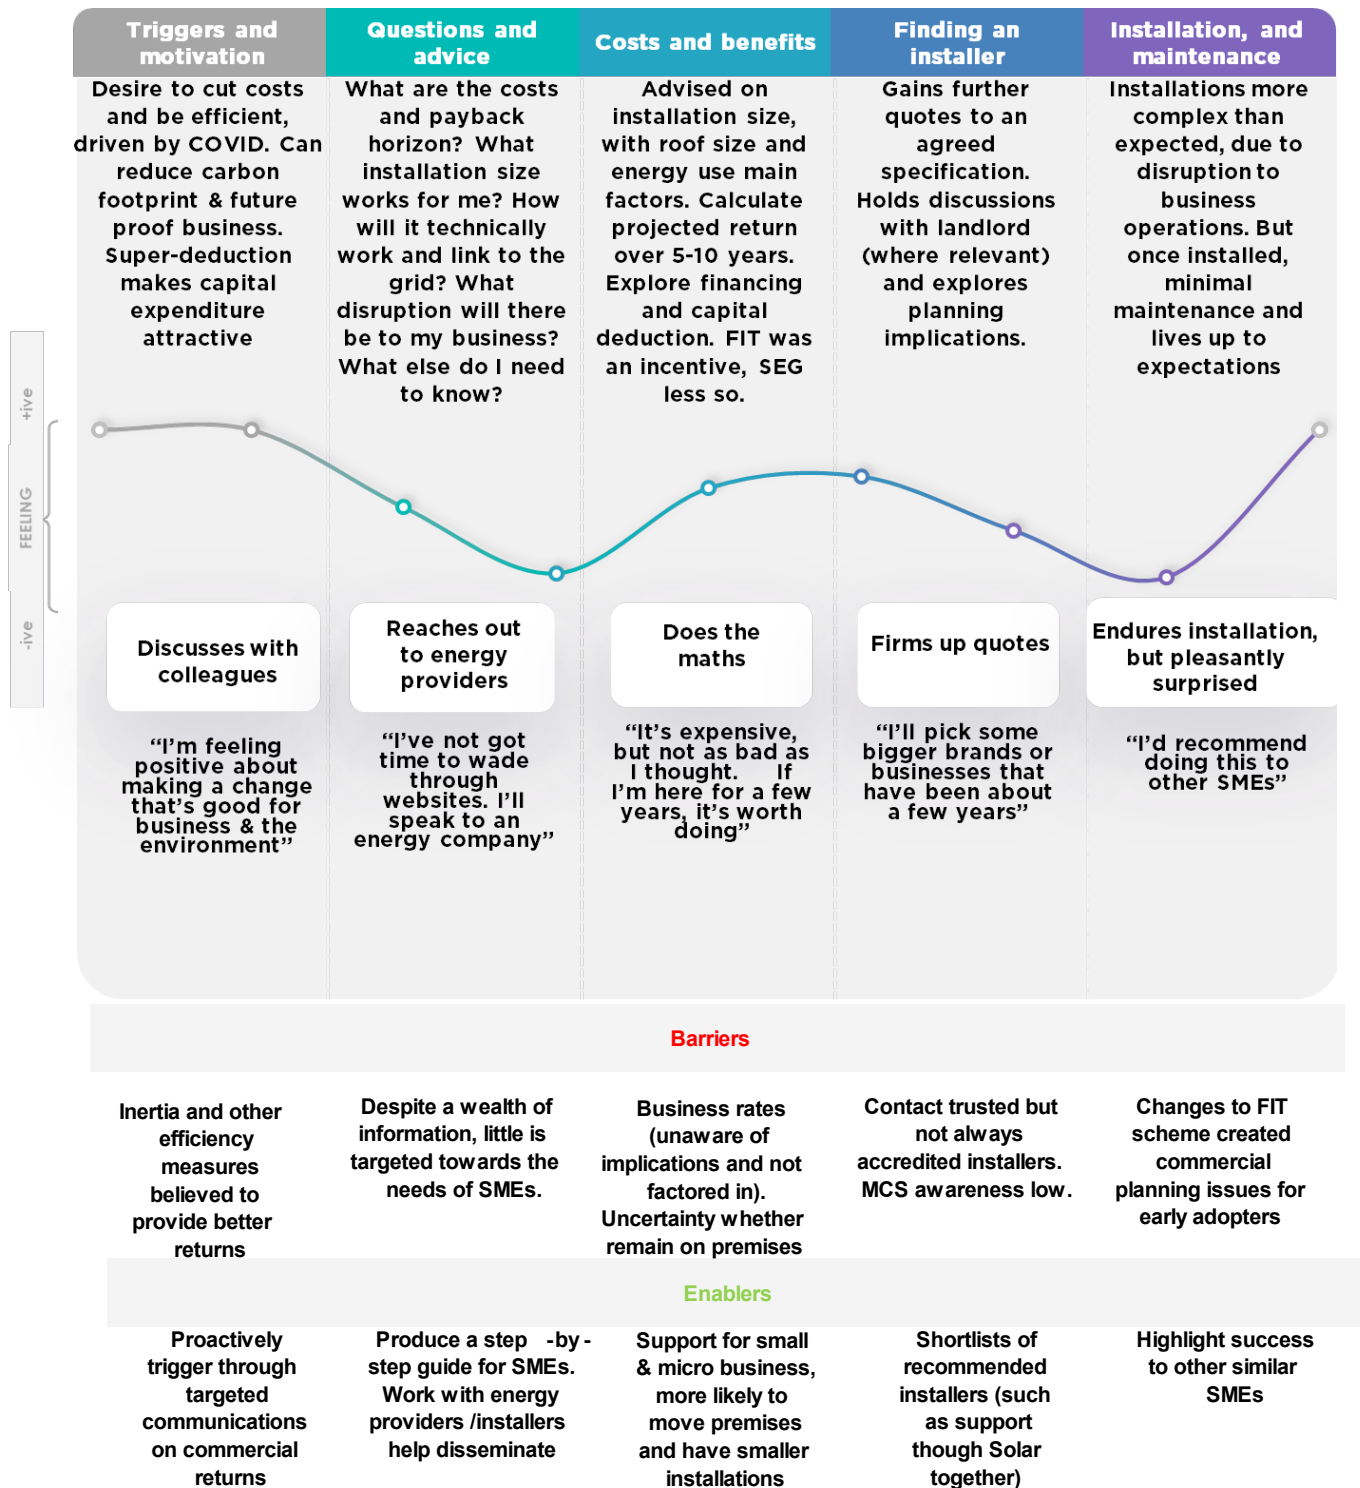 Triggers and
motivation
Desire to cut costs
and be efficient,
driven by COVID. Can
reduce carbon
footprint & future
proof business.
Super-deduction
makes capital
expenditure
attractive
Questions and
advice
What are the costs
and payback
horizon? What
installation size
works for me? How
will it technically
work and link to the
grid? What
disruption will there
be to my business?
What else do I need
to know?
Costs and benefits
Advised on
installation size,
with roof size and
energy use main
factors. Calculate
projected return
over 5-10 years.
Explore financing
and capital
deduction. FIT was
an incentive, SEG
less so.
Finding an
installer
Gains further
quotes to an
agreed
specification.
Holds discussions
with landlord
(where relevant)
and explores
planning
implications.
Installation, and
maintenance
Installations more
complex than
expected, due to
disruption to
business
operations. But
once installed,
minimal
maintenance and
lives up to
expectations
+ive
FEELING
-ive
Discusses with
colleagues
Reaches out
to energy
providers
Does the
maths
Firms up quotes
Endures installation,
but pleasantly
surprised
“I’m feeling
positive about
making a change
that’s good for
business & the
environment”
“I’ve not got
time to wade
through
websites. I’ll
speak to an
energy company”
“It’s expensive,
but not as bad as
I thought. If
I’m here for a few
years, it’s worth
doing”
“I’ll pick some
bigger brands or
businesses that
have been about
a few years”
“I’d recommend
doing this to
other SMEs”
Barriers
Inertia and other
efficiency
measures
believed to
provide better
returns
Despite a wealth of
information, little is
targeted towards the
needs of SMEs.
Business rates
(unaware of
implications and not
factored in).
Uncertainty whether
remain on premises
Contact trusted but
not always
accredited installers.
MCS awareness low.
Changes to FIT
scheme created
commercial
planning issues for
early adopters
Enablers
Proactively
trigger through
targeted
communications
on commercial
returns
Produce a step -by-
step guide for SMEs.
Work with energy
providers /installers
help disseminate
Support for small
& micro business,
more likely to
move premises
and have smaller
installations
Shortlists of
recommended
installers (such
as support
though Solar
together)
Highlight success
to other similar
SMEs